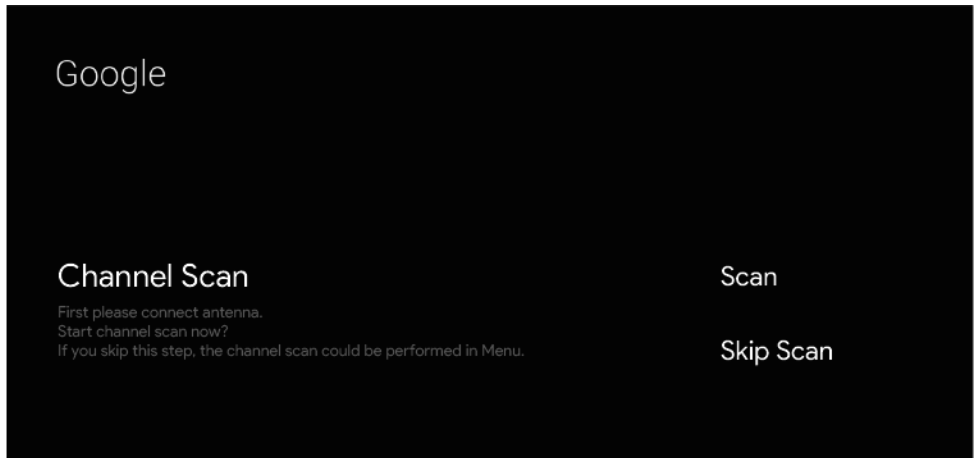 Google
Channel Scan
First please connect antenna.
Start channel scan now?
If you skip this step, the channel scan could be performed in Menu.
Scan
Skip Scan